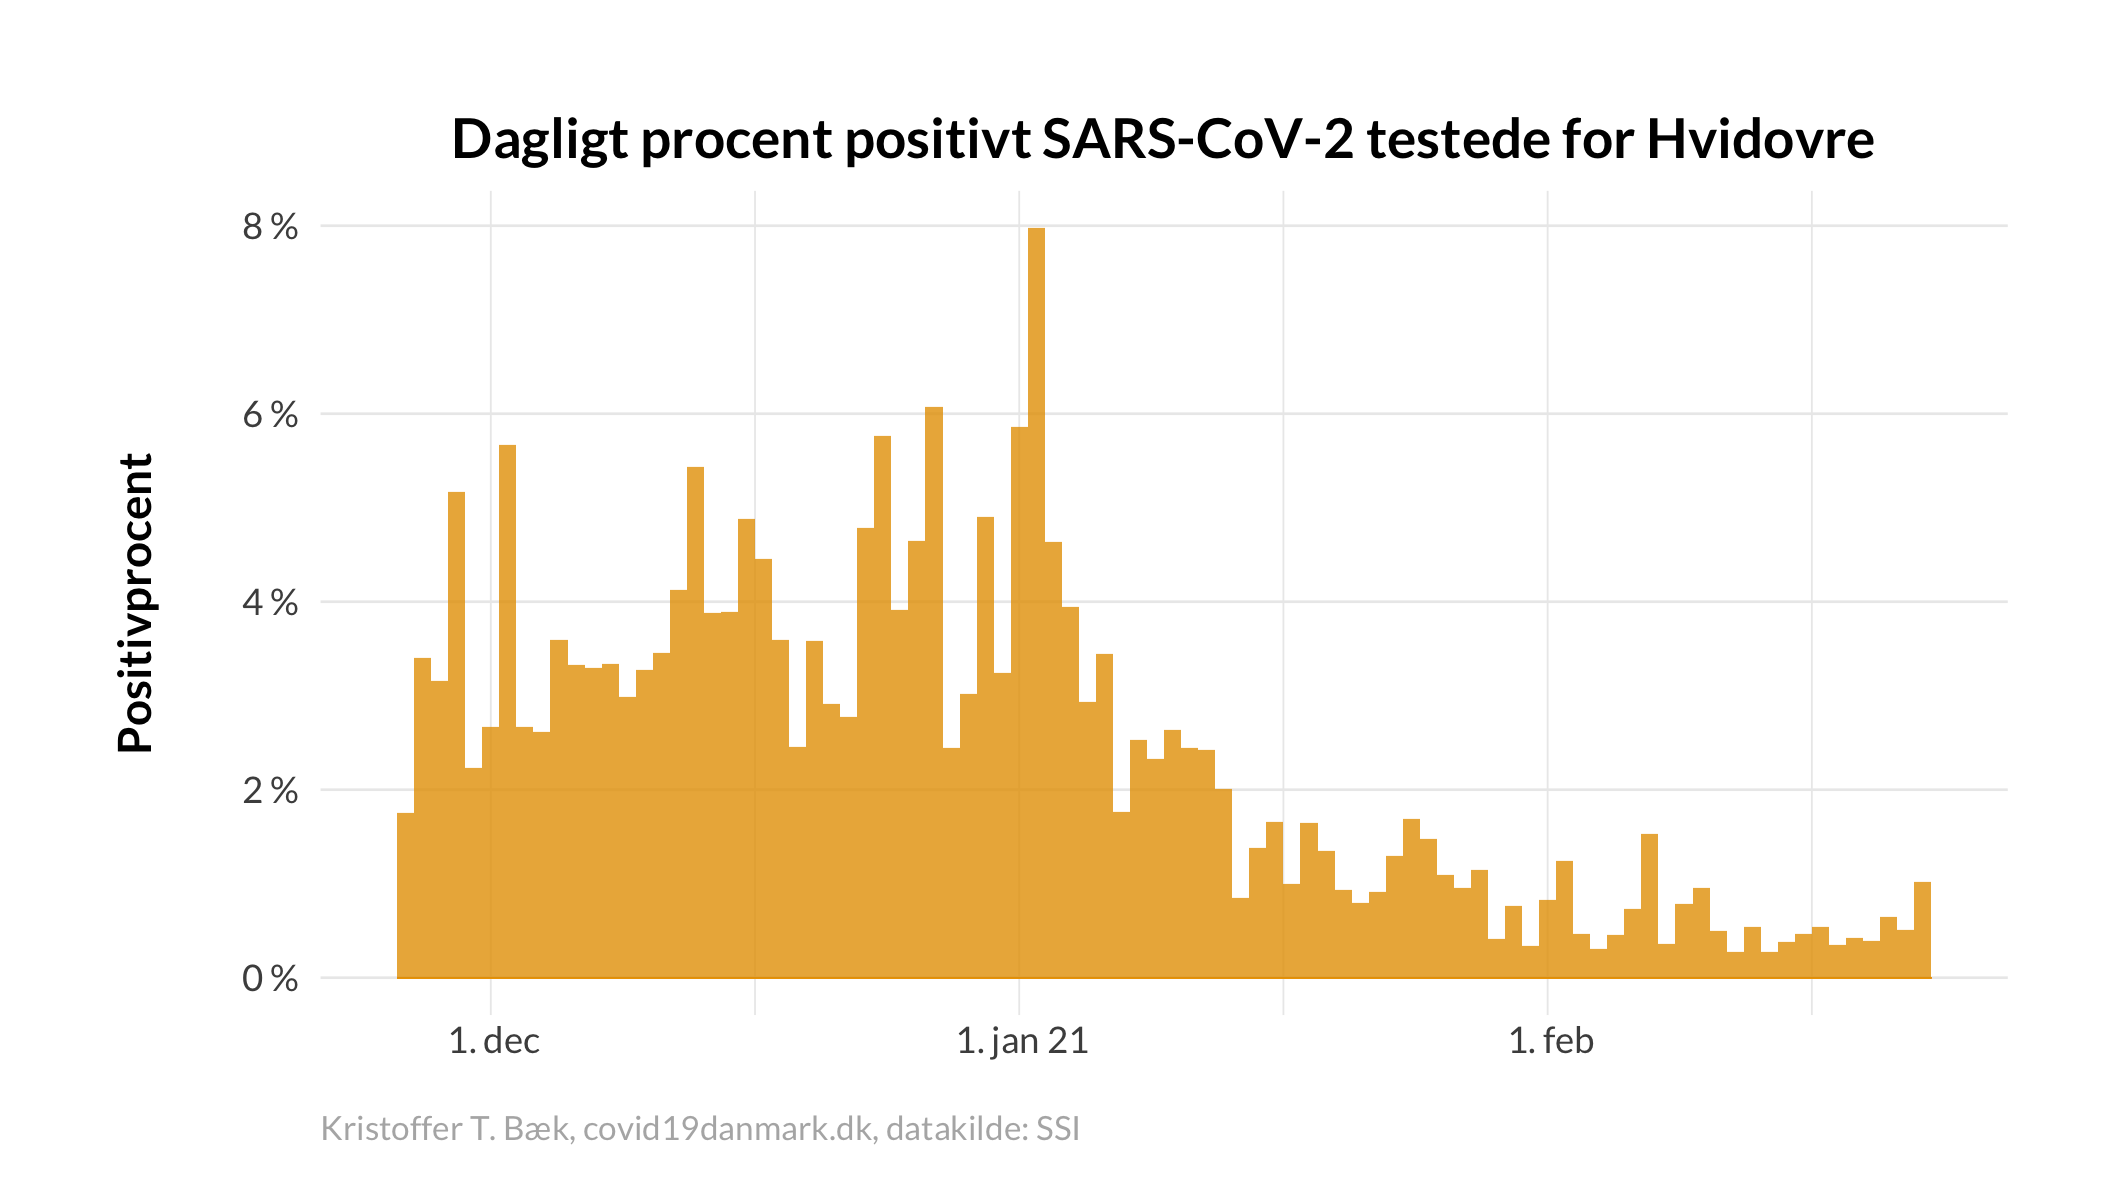 Dagligt procent positivt SARS-CoV-2 testede for Hvidovre
Positivprocent
8 %
6 %
4 %
2 %
0 %
1. dec
1. jan 21
1. feb
Kristoffer T. Bæk, covid19danmark.dk, datakilde: SSI